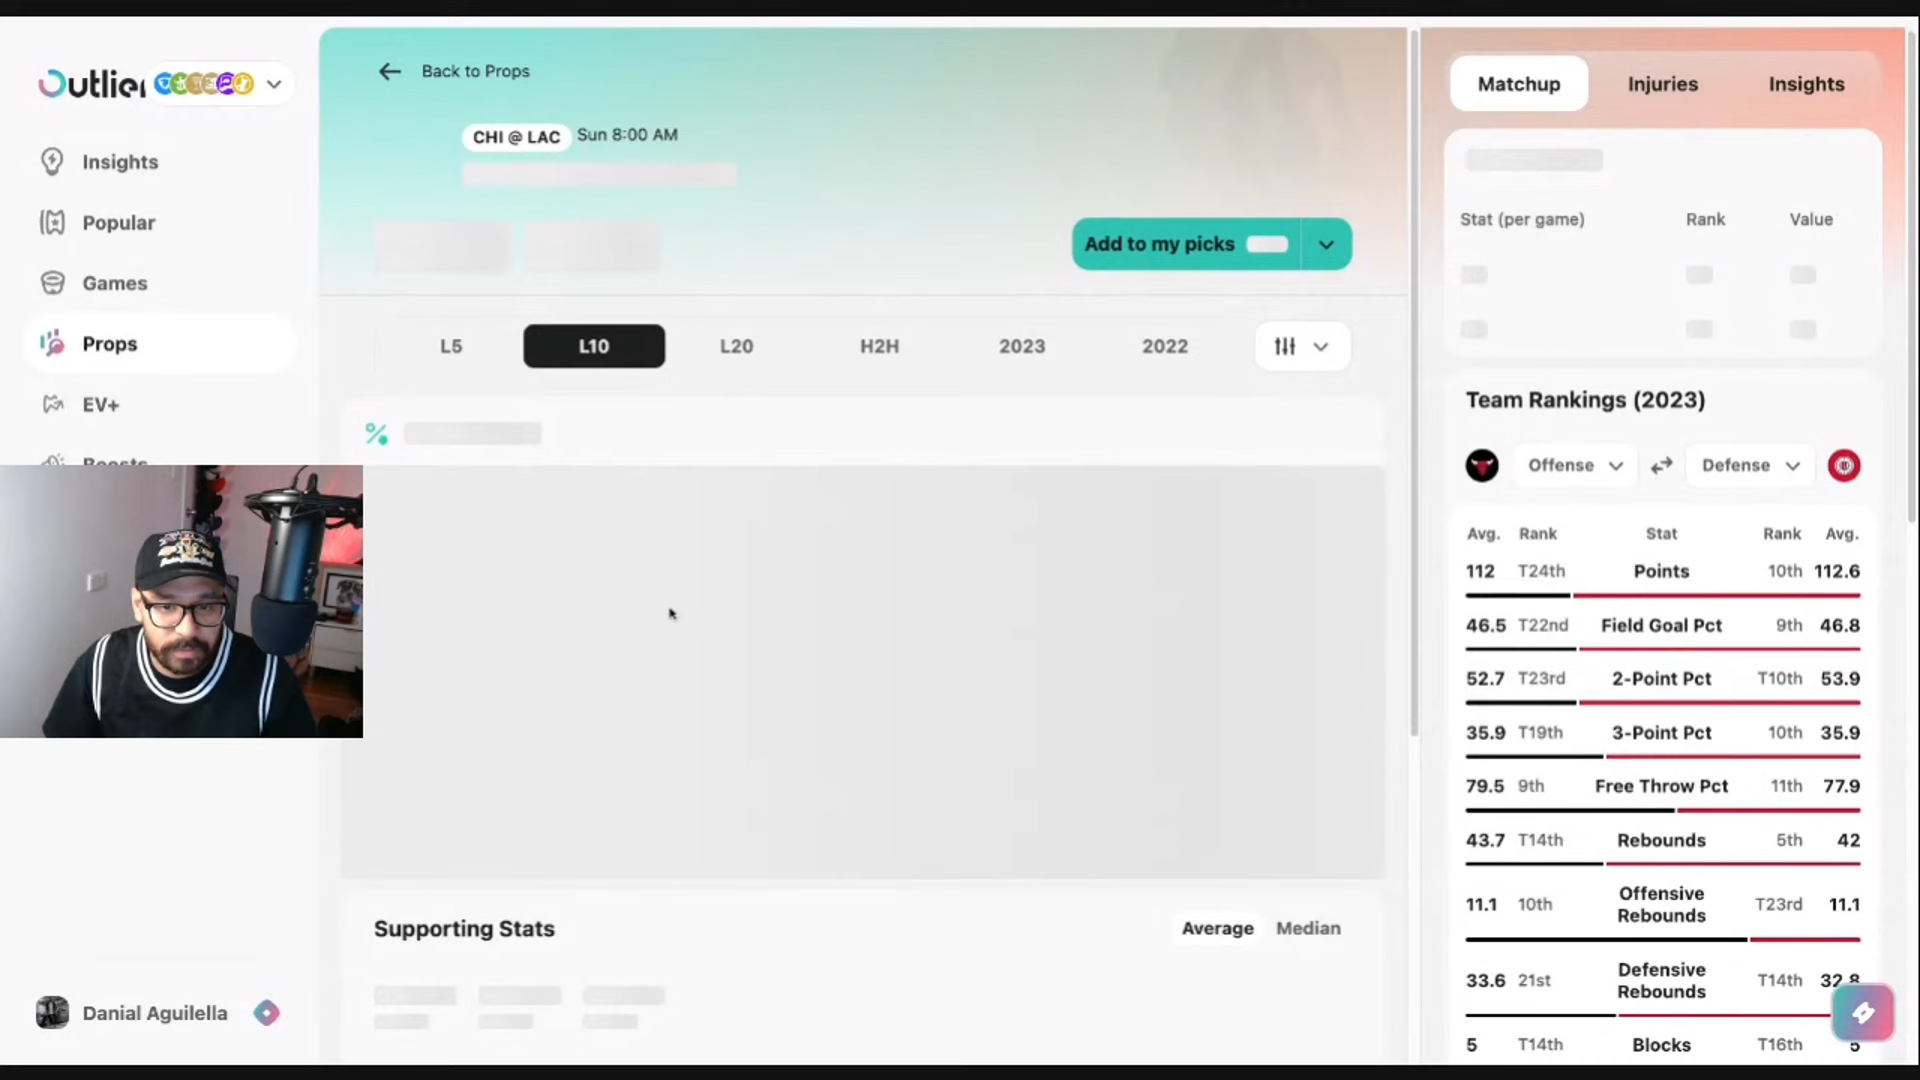 Outlier
Insights
Popular
Games
Props
EV+
Boosts
Danial Aguilella
Back to Props
CHI @ LAC Sun 8:00 AM
Add to my picks
L5 L10 L20 H2H 2023 2022
Supporting Stats
Average Median
Matchup Injuries Insights
Stat (per game) Rank Value
Team Rankings (2023)
Offense Defense
Avg. Rank Stat Rank Avg.
112 T24th Points 10th 112.6
46.5 T22nd Field Goal Pct 9th 46.8
52.7 T23rd 2-Point Pct T10th 53.9
35.9 T19th 3-Point Pct 10th 35.9
79.5 9th Free Throw Pct 11th 77.9
43.7 T14th Rebounds 5th 42
11.1 10th Offensive Rebounds T23rd 11.1
33.6 21st Defensive Rebounds T14th 32.8
5 T14th Blocks T16th 5